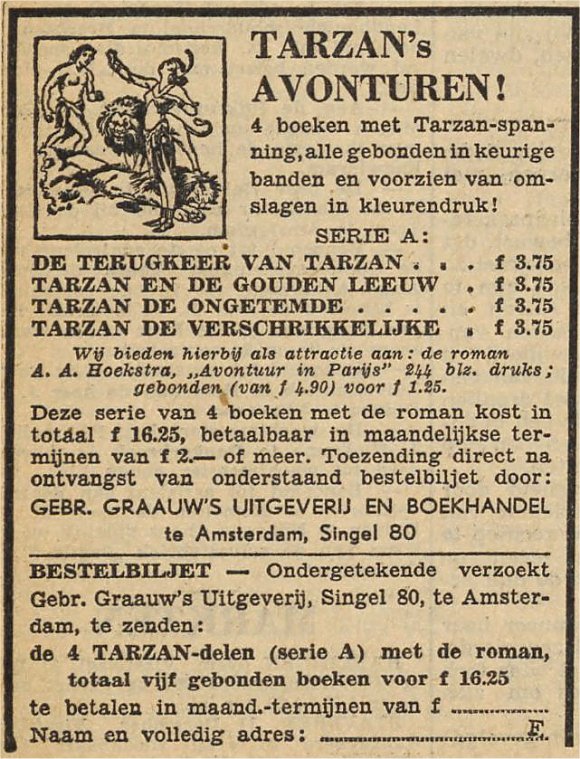 TARZAN's
AVONTUREN!
4 boeken met Tarzan-span-
ning, alle gebonden in keurige
banden en voorzien van om-
slagen in kleurendruk!
SERIE A:
DE TERUGKEER VAN TARZAN . . . f 3.75
TARZAN EN DE GOUDEN LEEUW . f 3.75
TARZAN DE ONGETEMDE . . . . . f 3.75
TARZAN DE VERSCHRIKKELIJKE . f 3.75
Wij bieden hierbij als attractie aan: de roman
A. A. Hoekstra, „Avontuur in Parijs” 244 blz. druks;
gebonden (van f 4.90) voor f 1.25.
Deze serie van 4 boeken met de roman kost in
totaal f 16.25, betaalbaar in maandelijkse ter-
mijnen van f 2.— of meer. Toezending direct na
ontvangst van onderstaand bestelbiljet door:
GEBR. GRAAUW'S UITGEVERIJ EN BOEKHANDEL
te Amsterdam, Singel 80
BESTELBILJET — Ondergetekende verzoekt
Gebr. Graauw's Uitgeverij, Singel 80, te Amster-
dam, te zenden:
de 4 TARZAN-delen (serie A) met de roman,
totaal vijf gebonden boeken voor f 16.25
te betalen in maand.-termijnen van f ..............
Naam en volledig adres: .............................. F.